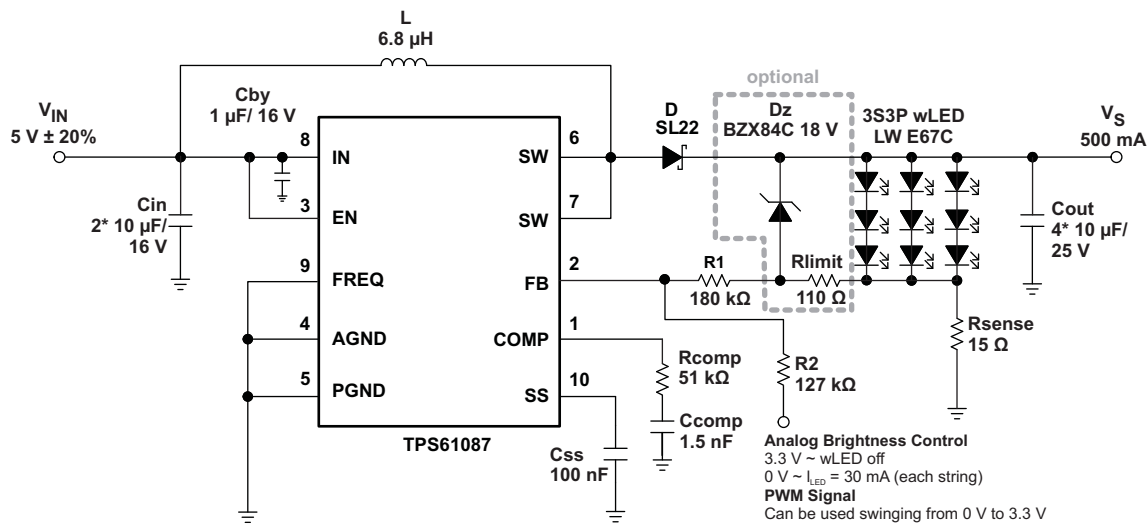 L
6.8 µH
optional
Cby
1 µF/ 16 V
VIN
5 V ± 20%
D
SL22
Dz
BZX84C 18 V
3S3P wLED
LW E67C
VS
500 mA
8
IN
6
SW
3
EN
7
SW
Cin
2* 10 µF/
16 V
Cout
4* 10 µF/
25 V
9
FREQ
2
FB
R1
180 kΩ
Rlimit
110 Ω
4
AGND
1
COMP
Rsense
15 Ω
Rcomp
51 kΩ
R2
127 kΩ
5
PGND
10
SS
Ccomp
1.5 nF
TPS61087
Css
100 nF
Analog Brightness Control
3.3 V ~ wLED off
0 V ~ ILED = 30 mA (each string)
PWM Signal
Can be used swinging from 0 V to 3.3 V